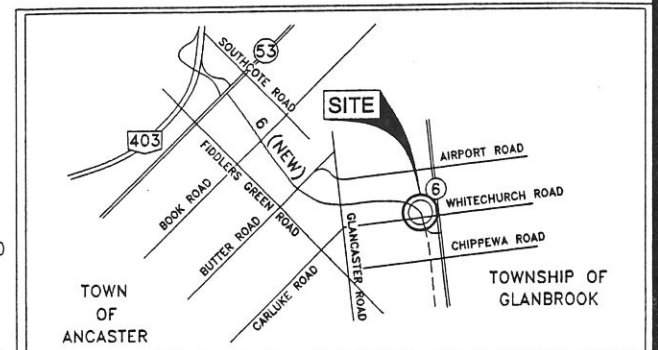 53
SOUTHCOTE ROAD
SITE
403
6 (NEW)
AIRPORT ROAD
FIDDLERS GREEN ROAD
6
BOOK ROAD
WHITECHURCH ROAD
BUTTER ROAD
GLANCASTER ROAD
CHIPPEWA ROAD
CARLUKE ROAD
TOWN
OF
ANCASTER
TOWNSHIP OF
GLANBROOK